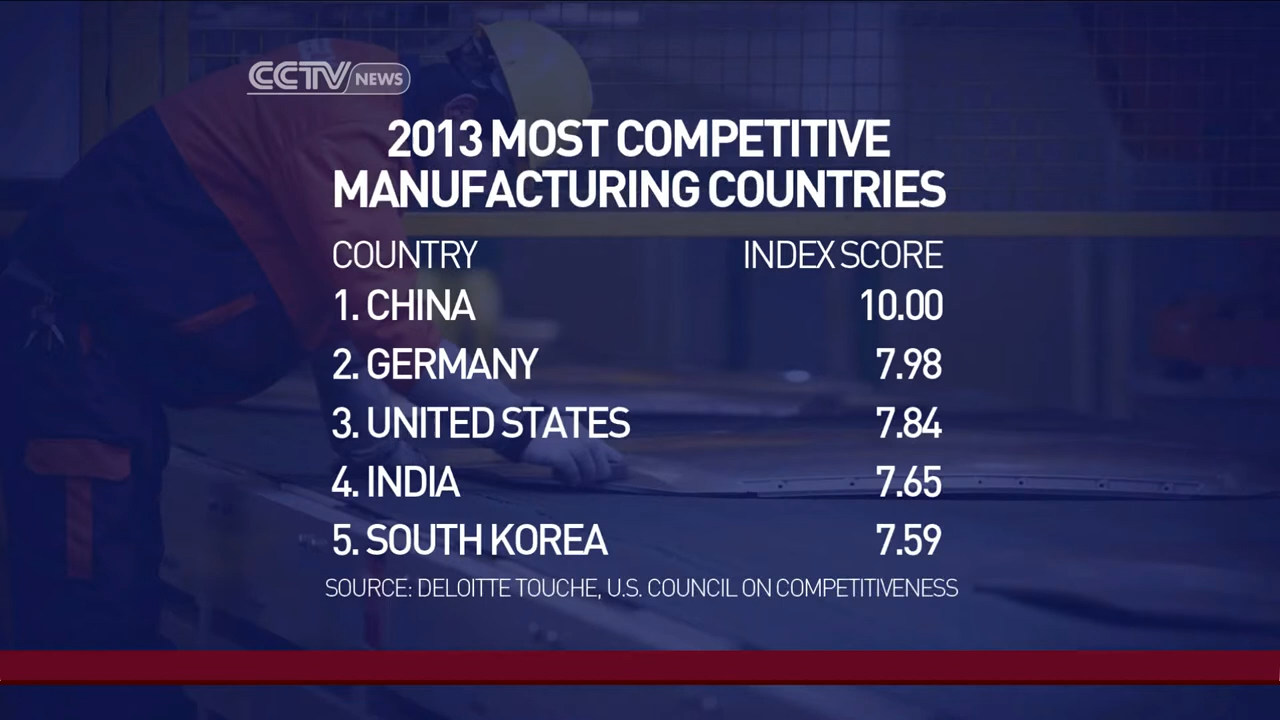 CCTV NEWS
2013 MOST COMPETITIVE
MANUFACTURING COUNTRIES
COUNTRY INDEX SCORE
1. CHINA 10.00
2. GERMANY 7.98
3. UNITED STATES 7.84
4. INDIA 7.65
5. SOUTH KOREA 7.59
SOURCE: DELOITTE TOUCHE, U.S. COUNCIL ON COMPETITIVENESS